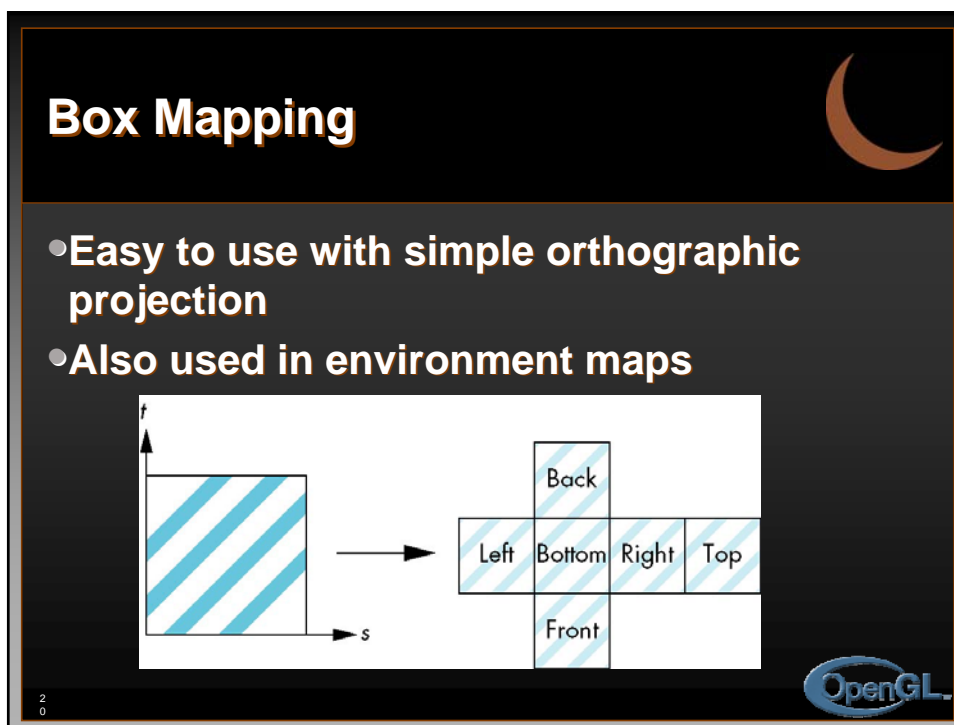 Box Mapping
•Easy to use with simple orthographic
projection
•Also used in environment maps
t
Back
Left Bottom Right Top
Front
s
2
0
OpenGL